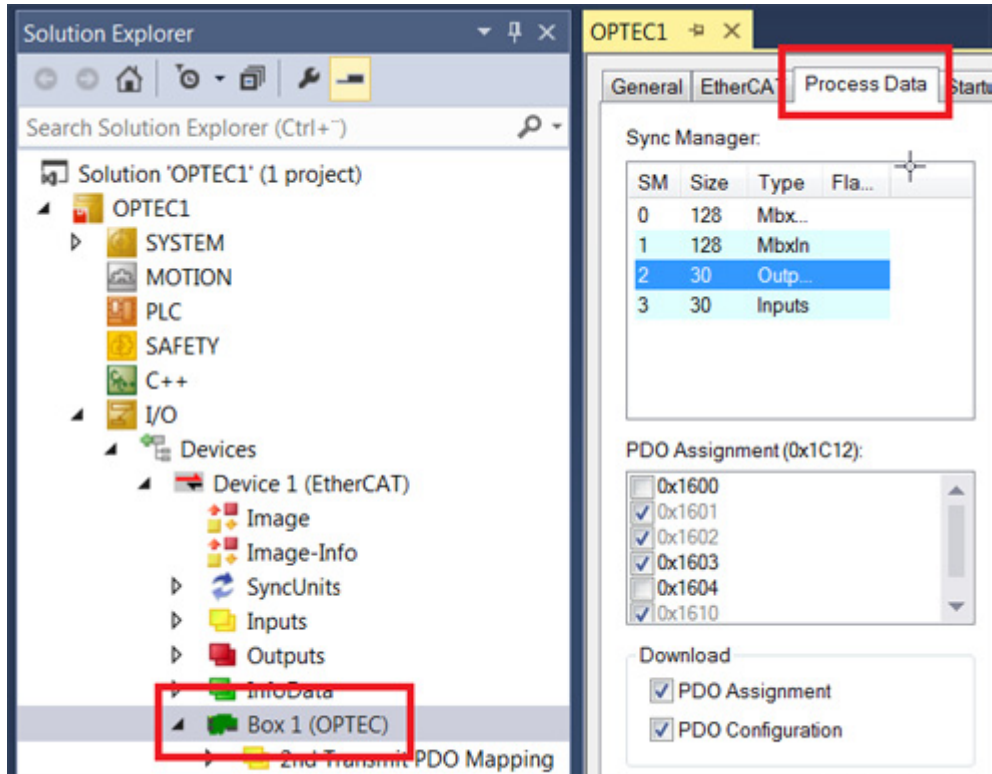 Solution Explorer
Search Solution Explorer (Ctrl+¨)
Solution 'OPTEC1' (1 project)
OPTEC1
SYSTEM
MOTION
PLC
SAFETY
C++
I/O
Devices
Device 1 (EtherCAT)
Image
Image-Info
SyncUnits
Inputs
Outputs
InfoData
Box 1 (OPTEC)
2nd Transmit PDO Mapping
OPTEC1
General EtherCAT Process Data Startu
Sync Manager:
SM Size Type Fla...
0 128 Mbx...
1 128 MbxIn
2 30 Outp...
3 30 Inputs
PDO Assignment (0x1C12):
0x1600
0x1601
0x1602
0x1603
0x1604
0x1610
Download
PDO Assignment
PDO Configuration